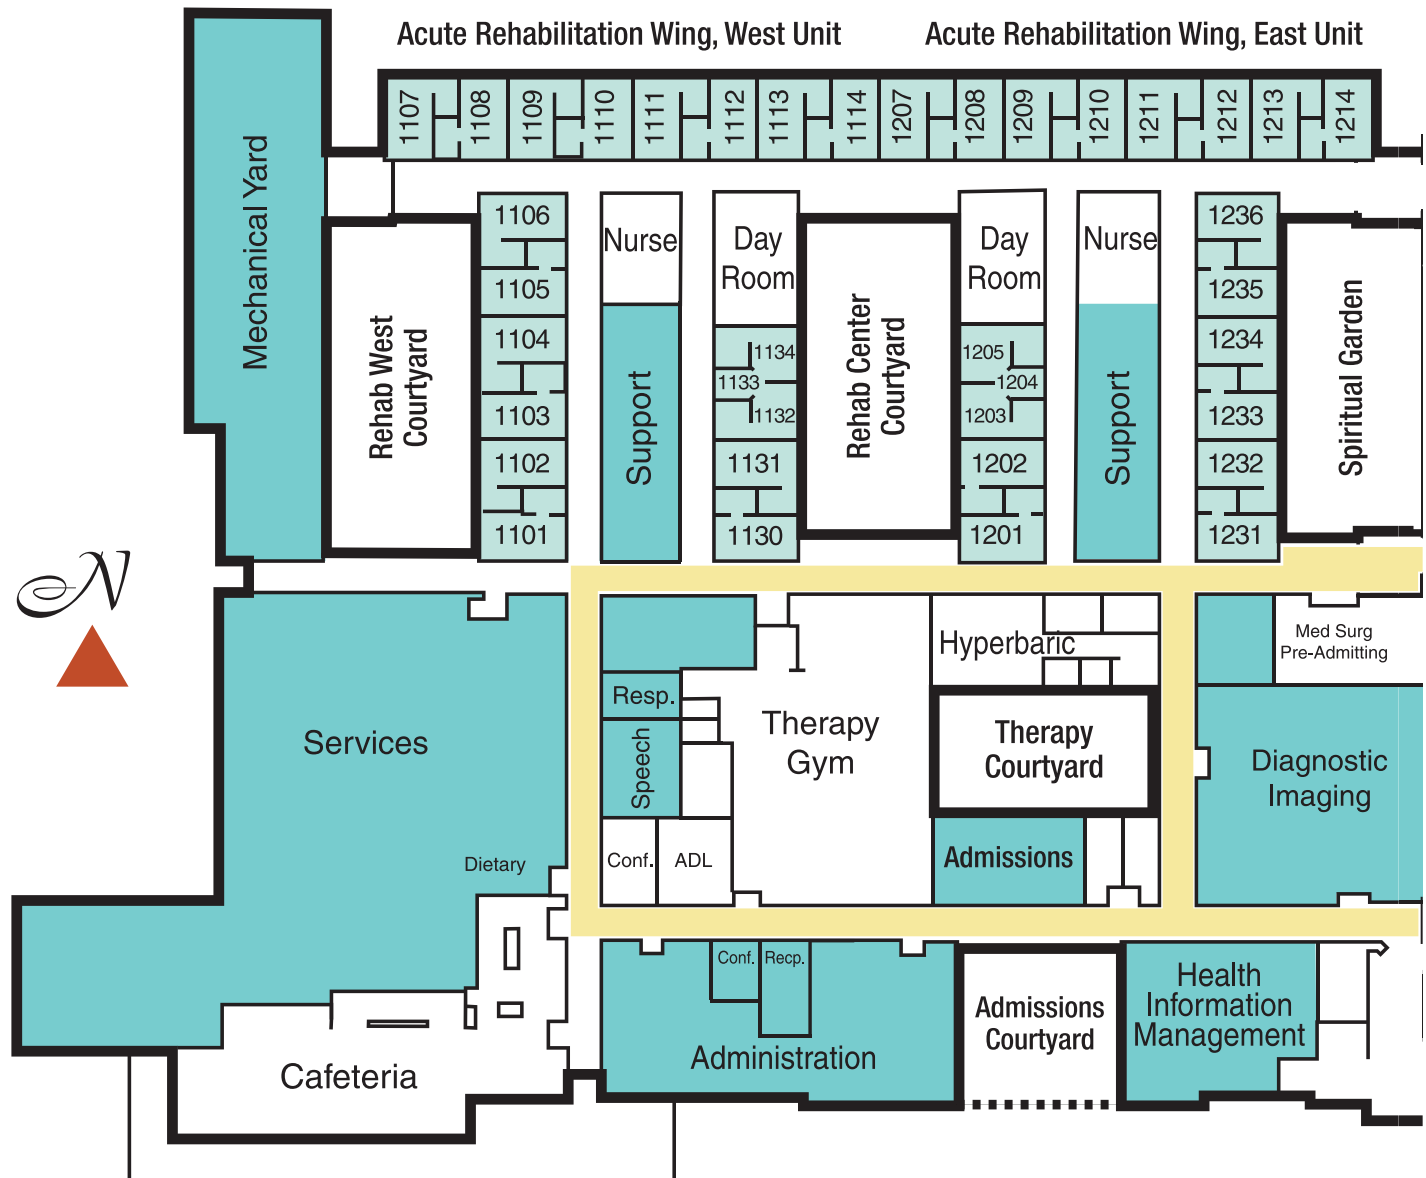 Acute Rehabilitation Wing, West Unit
Acute Rehabilitation Wing, East Unit
1107
1108
1109
1110
1111
1112
1113
1114
1207
1208
1209
1210
1211
1212
1213
1214
Mechanical Yard
Rehab West
Courtyard
1106
1105
1104
1103
1102
1101
Nurse
Support
Day
Room
1134
1133
1132
1131
1130
Rehab Center
Courtyard
Day
Room
1205
1204
1203
1202
1201
Nurse
Support
1236
1235
1234
1233
1232
1231
Spiritual Garden
N
Services
Dietary
Resp.
Speech
Conf.
ADL
Therapy
Gym
Hyperbaric
Therapy
Courtyard
Admissions
Med Surg
Pre-Admitting
Diagnostic
Imaging
Cafeteria
Conf.
Recp.
Administration
Admissions
Courtyard
Health
Information
Management